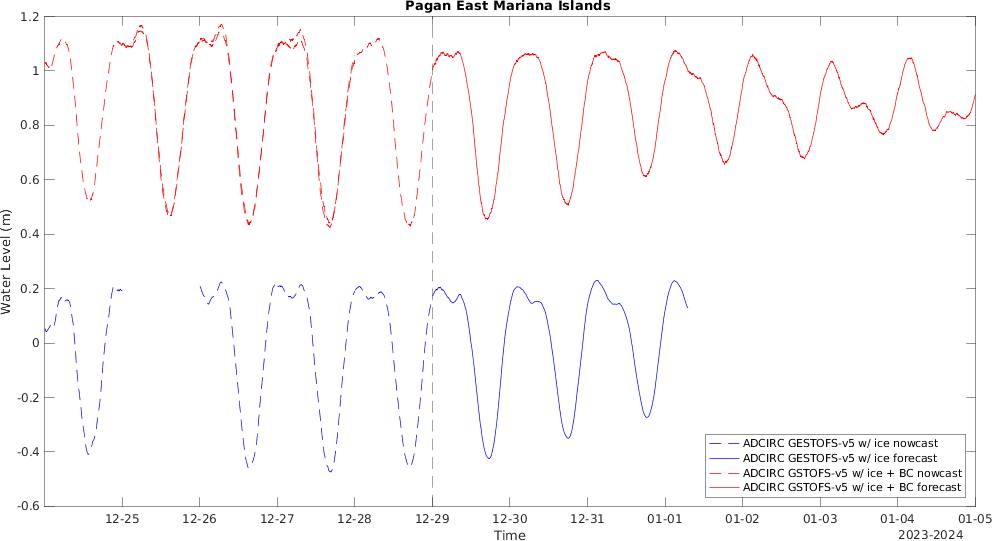 Pagan East Mariana Islands
1.2
1
0.8
0.6
0.4
0.2
0
-0.2
-0.4
-0.6
Water Level (m)
12-25 12-26 12-27 12-28 12-29 12-30 12-31 01-01 01-02 01-03 01-04 01-05
Time
2023-2024
ADCIRC GESTOFS-v5 w/ ice nowcast
ADCIRC GESTOFS-v5 w/ ice forecast
ADCIRC GSTOFS-v5 w/ ice + BC nowcast
ADCIRC GSTOFS-v5 w/ ice + BC forecast